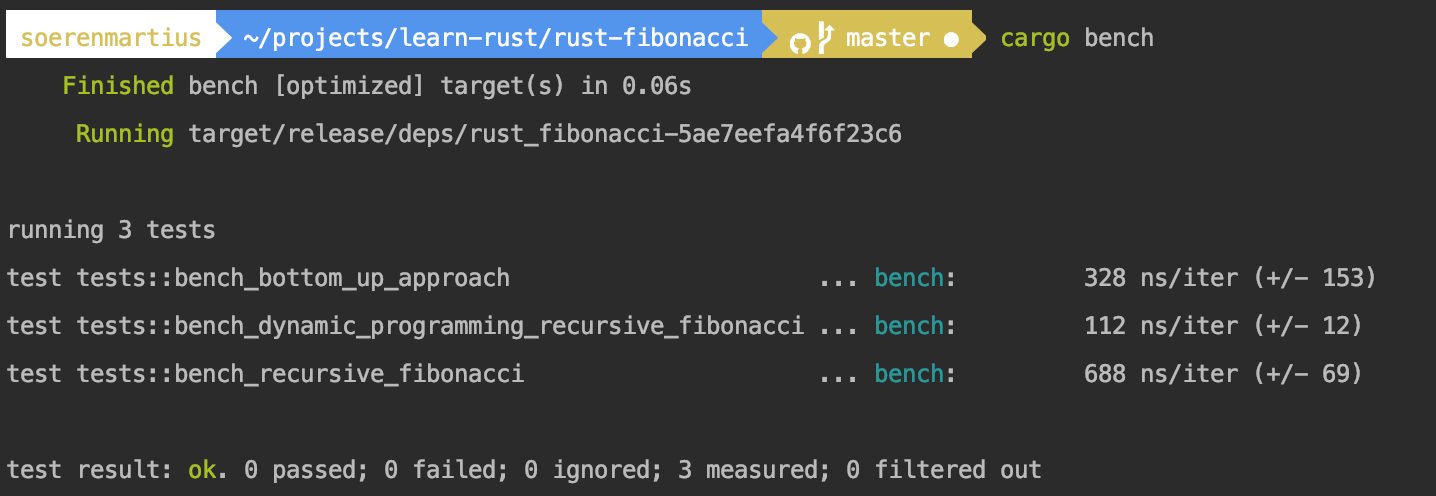 soerenmartius ~/projects/learn-rust/rust-fibonacci master ● cargo bench
Finished bench [optimized] target(s) in 0.06s
Running target/release/deps/rust_fibonacci-5ae7eefa4f6f23c6
running 3 tests
test tests::bench_bottom_up_approach ... bench: 328 ns/iter (+/- 153)
test tests::bench_dynamic_programming_recursive_fibonacci ... bench: 112 ns/iter (+/- 12)
test tests::bench_recursive_fibonacci ... bench: 688 ns/iter (+/- 69)
test result: ok. 0 passed; 0 failed; 0 ignored; 3 measured; 0 filtered out